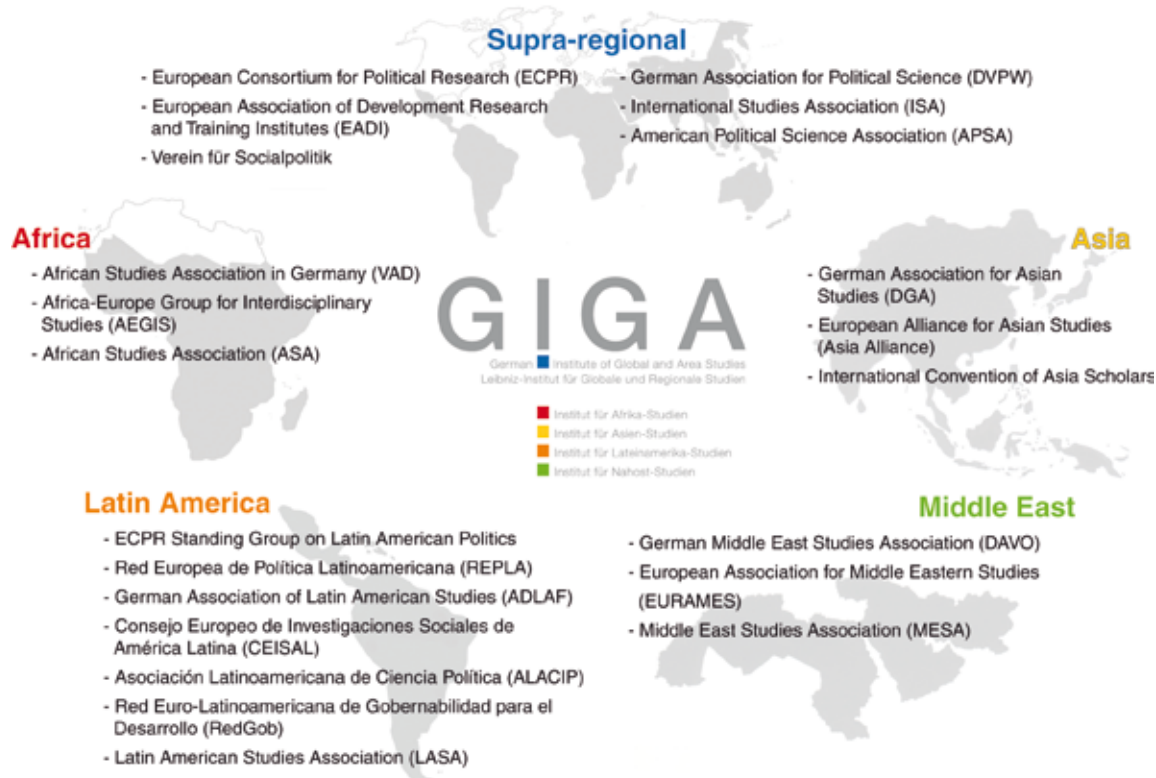 Supra-regional
- European Consortium for Political Research (ECPR)
- European Association of Development Research
and Training Institutes (EADI)
- Verein für Socialpolitik
- German Association for Political Science (DVPW)
- International Studies Association (ISA)
- American Political Science Association (APSA)
Africa
- African Studies Association in Germany (VAD)
- Africa-Europe Group for Interdisciplinary
Studies (AEGIS)
- African Studies Association (ASA)
GIGA
German Institute of Global and Area Studies
Leibniz-Institut für Globale und Regionale Studien
Institut für Afrika-Studien
Institut für Asien-Studien
Institut für Lateinamerika-Studien
Institut für Nahost-Studien
Asia
- German Association for Asian
Studies (DGA)
- European Alliance for Asian Studies
(Asia Alliance)
- International Convention of Asia Scholars
Latin America
- ECPR Standing Group on Latin American Politics
- Red Europea de Política Latinoamericana (REPLA)
- German Association of Latin American Studies (ADLAF)
- Consejo Europeo de Investigaciones Sociales de
América Latina (CEISAL)
- Asociación Latinoamericana de Ciencia Política (ALACIP)
- Red Euro-Latinoamericana de Gobernabilidad para el
Desarrollo (RedGob)
- Latin American Studies Association (LASA)
Middle East
- German Middle East Studies Association (DAVO)
- European Association for Middle Eastern Studies
(EURAMES)
- Middle East Studies Association (MESA)